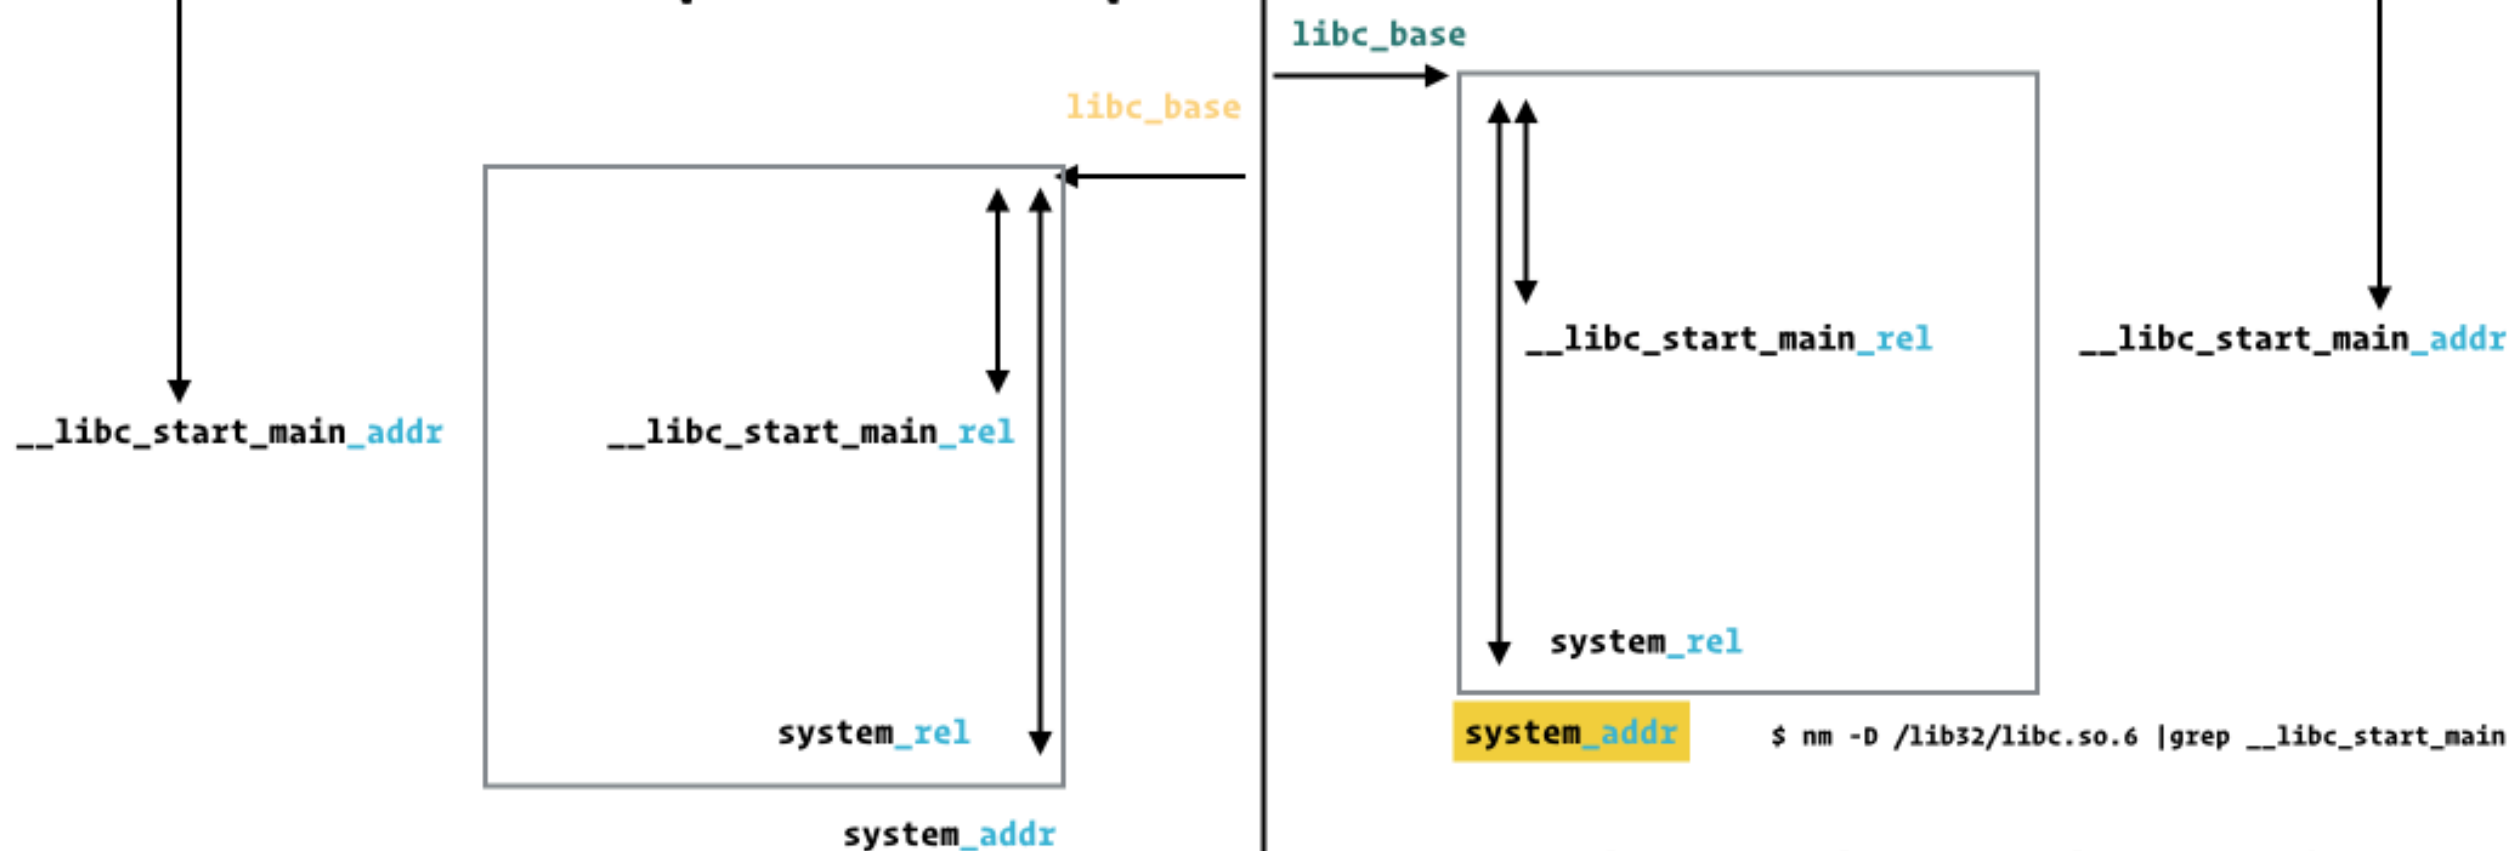 libc_base
libc_base
__libc_start_main_addr
__libc_start_main_rel
system_rel
system_addr
__libc_start_main_rel
__libc_start_main_addr
system_rel
system_addr
$ nm -D /lib32/libc.so.6 |grep __libc_start_main